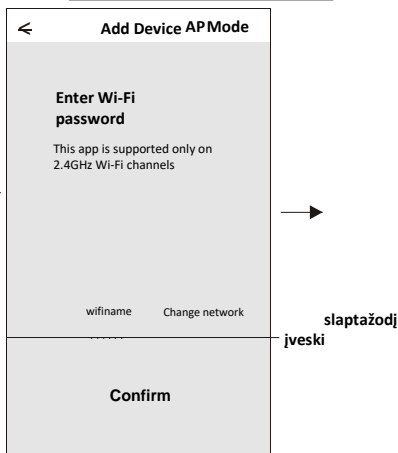 Add Device AP Mode
Enter Wi-Fi
password
This app is supported only on
2.4GHz Wi-Fi channels
wifiname Change network
......
slaptažodį
įveski
Confirm